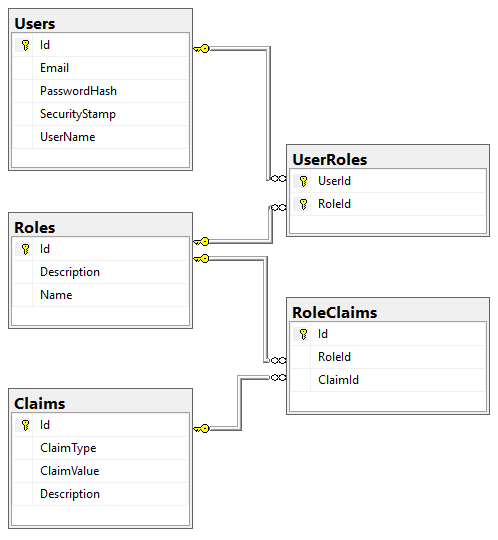 Users
Id
Email
PasswordHash
SecurityStamp
UserName
UserRoles
UserId
RoleId
Roles
Id
Description
Name
RoleClaims
Id
RoleId
ClaimId
Claims
Id
ClaimType
ClaimValue
Description